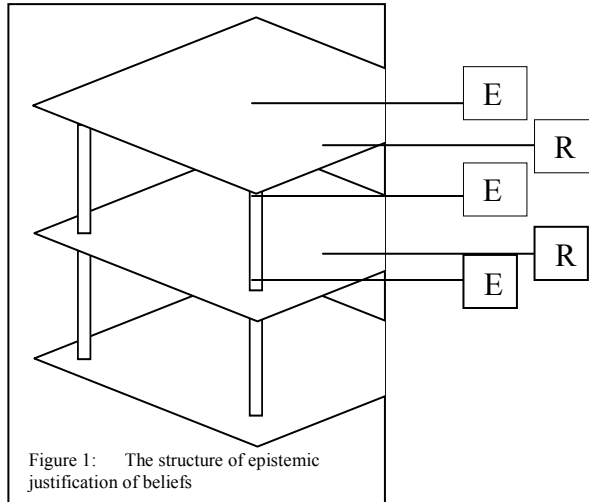 E
R
E
R
E
Figure 1: The structure of epistemic
justification of beliefs